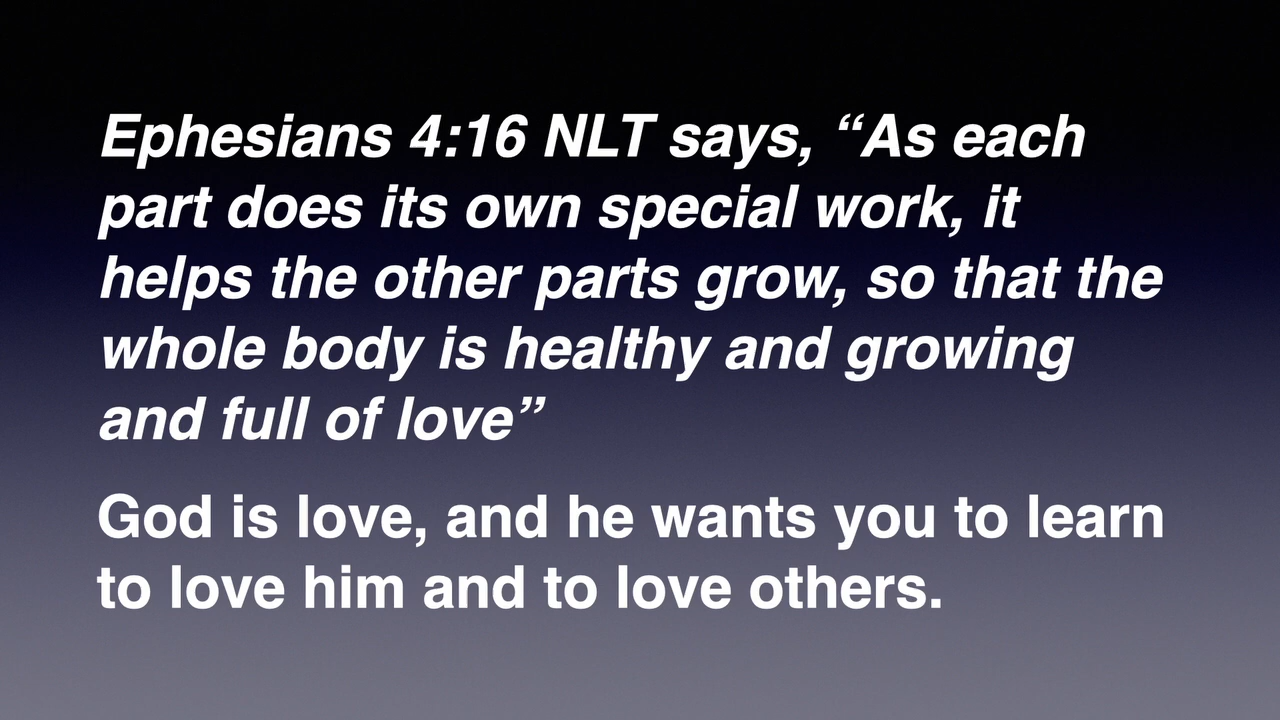 Ephesians 4:16 NLT says, “As each
part does its own special work, it
helps the other parts grow, so that the
whole body is healthy and growing
and full of love”
God is love, and he wants you to learn
to love him and to love others.